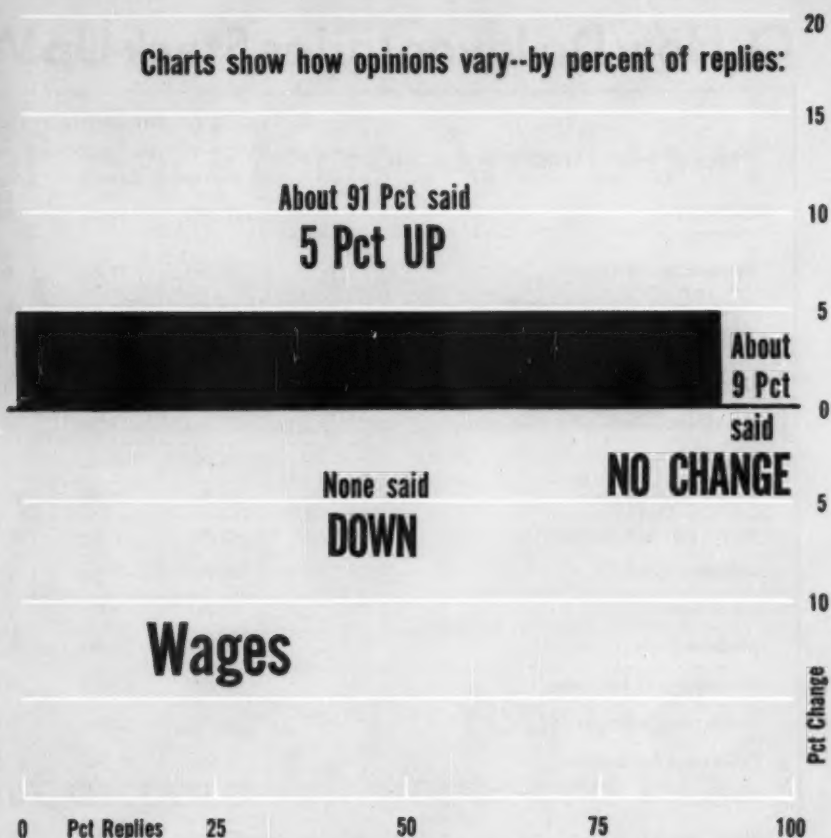 20
Charts show how opinions vary--by percent of replies:
15
About 91 Pct said
10
5 Pct UP
5
About
9 Pct
0
said
NO CHANGE
None said
5
DOWN
10
Wages
Pct Change
0 Pct Replies 25 50 75 100